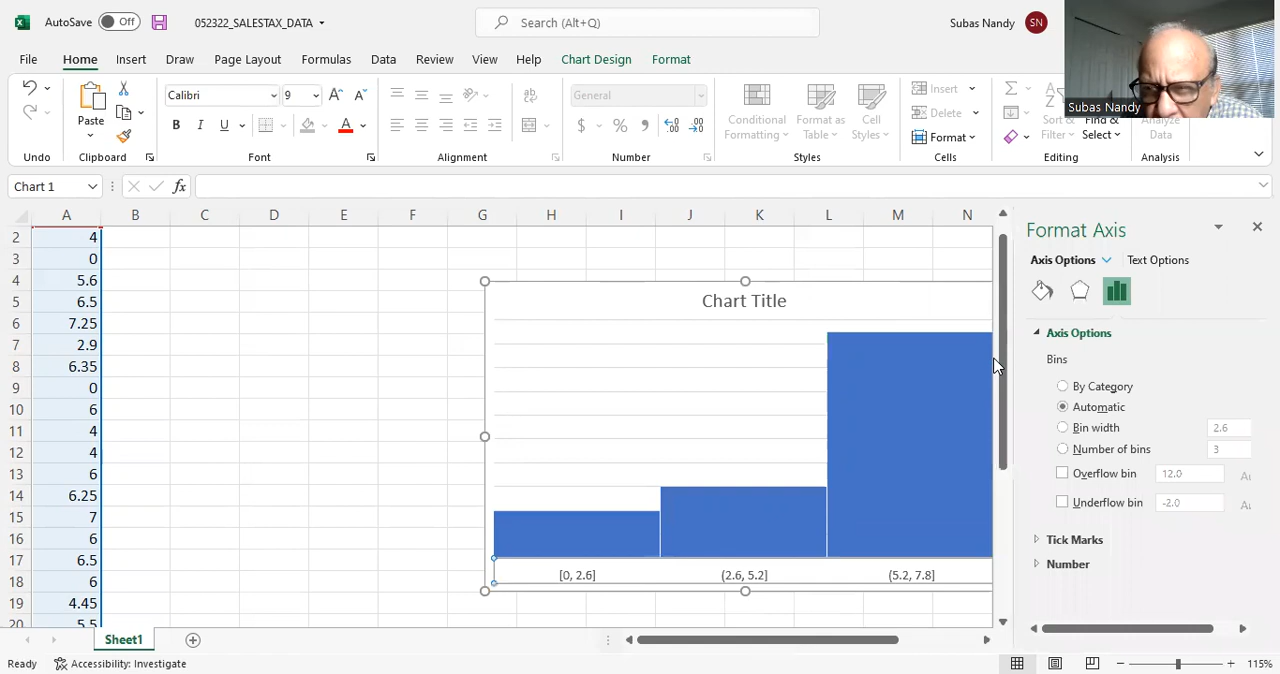 AutoSave Off 052322_SALESTAX_DATA Search (Alt+Q) Subas Nandy SN
File Home Insert Draw Page Layout Formulas Data Review View Help Chart Design Format
Subas Nandy
Paste Calibri 9 General Conditional Formatting Format as Table Cell Styles Insert Delete Format Sort & Filter Find & Select Analyze Data
Undo Clipboard Font Alignment Number Styles Cells Editing Analysis
Chart 1 fx
A B C D E F G H I J K L M N
2 4
3 0
4 5.6
5 6.5
6 7.25
7 2.9
8 6.35
9 0
10 6
11 4
12 4
13 6
14 6.25
15 7
16 6
17 6.5
18 6
19 4.45
20 5.5
Chart Title
[0, 2.6] (2.6, 5.2] (5.2, 7.8]
Format Axis
Axis Options Text Options
Axis Options
Bins
By Category
Automatic
Bin width 2.6
Number of bins 3
Overflow bin 12.0 Au
Underflow bin -2.0 Au
Tick Marks
Number
Sheet1
Ready Accessibility: Investigate 115%